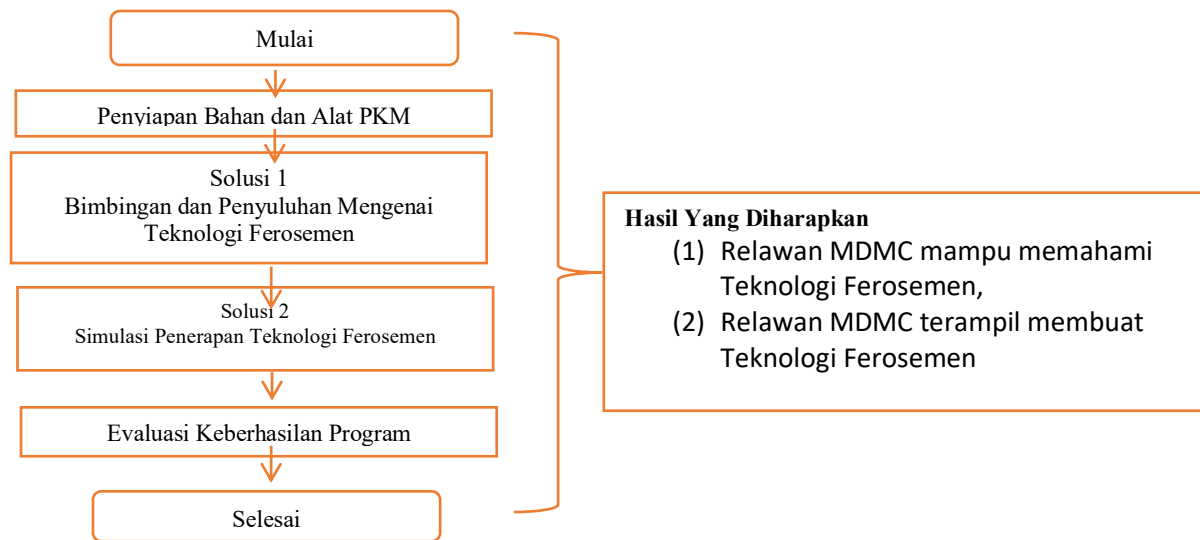 Mulai
Penyiapan Bahan dan Alat PKM
Solusi 1
Bimbingan dan Penyuluhan Mengenai
Teknologi Ferosemen
Solusi 2
Simulasi Penerapan Teknologi Ferosemen
Evaluasi Keberhasilan Program
Selesai
Hasil Yang Diharapkan
(1) Relawan MDMC mampu memahami
Teknologi Ferosemen,
(2) Relawan MDMC terampil membuat
Teknologi Ferosemen